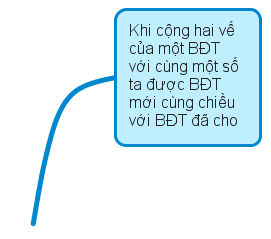 Khi cộng hai vế
của một BĐT
với cùng một số
ta được BĐT
mới cùng chiều
với BĐT đã cho